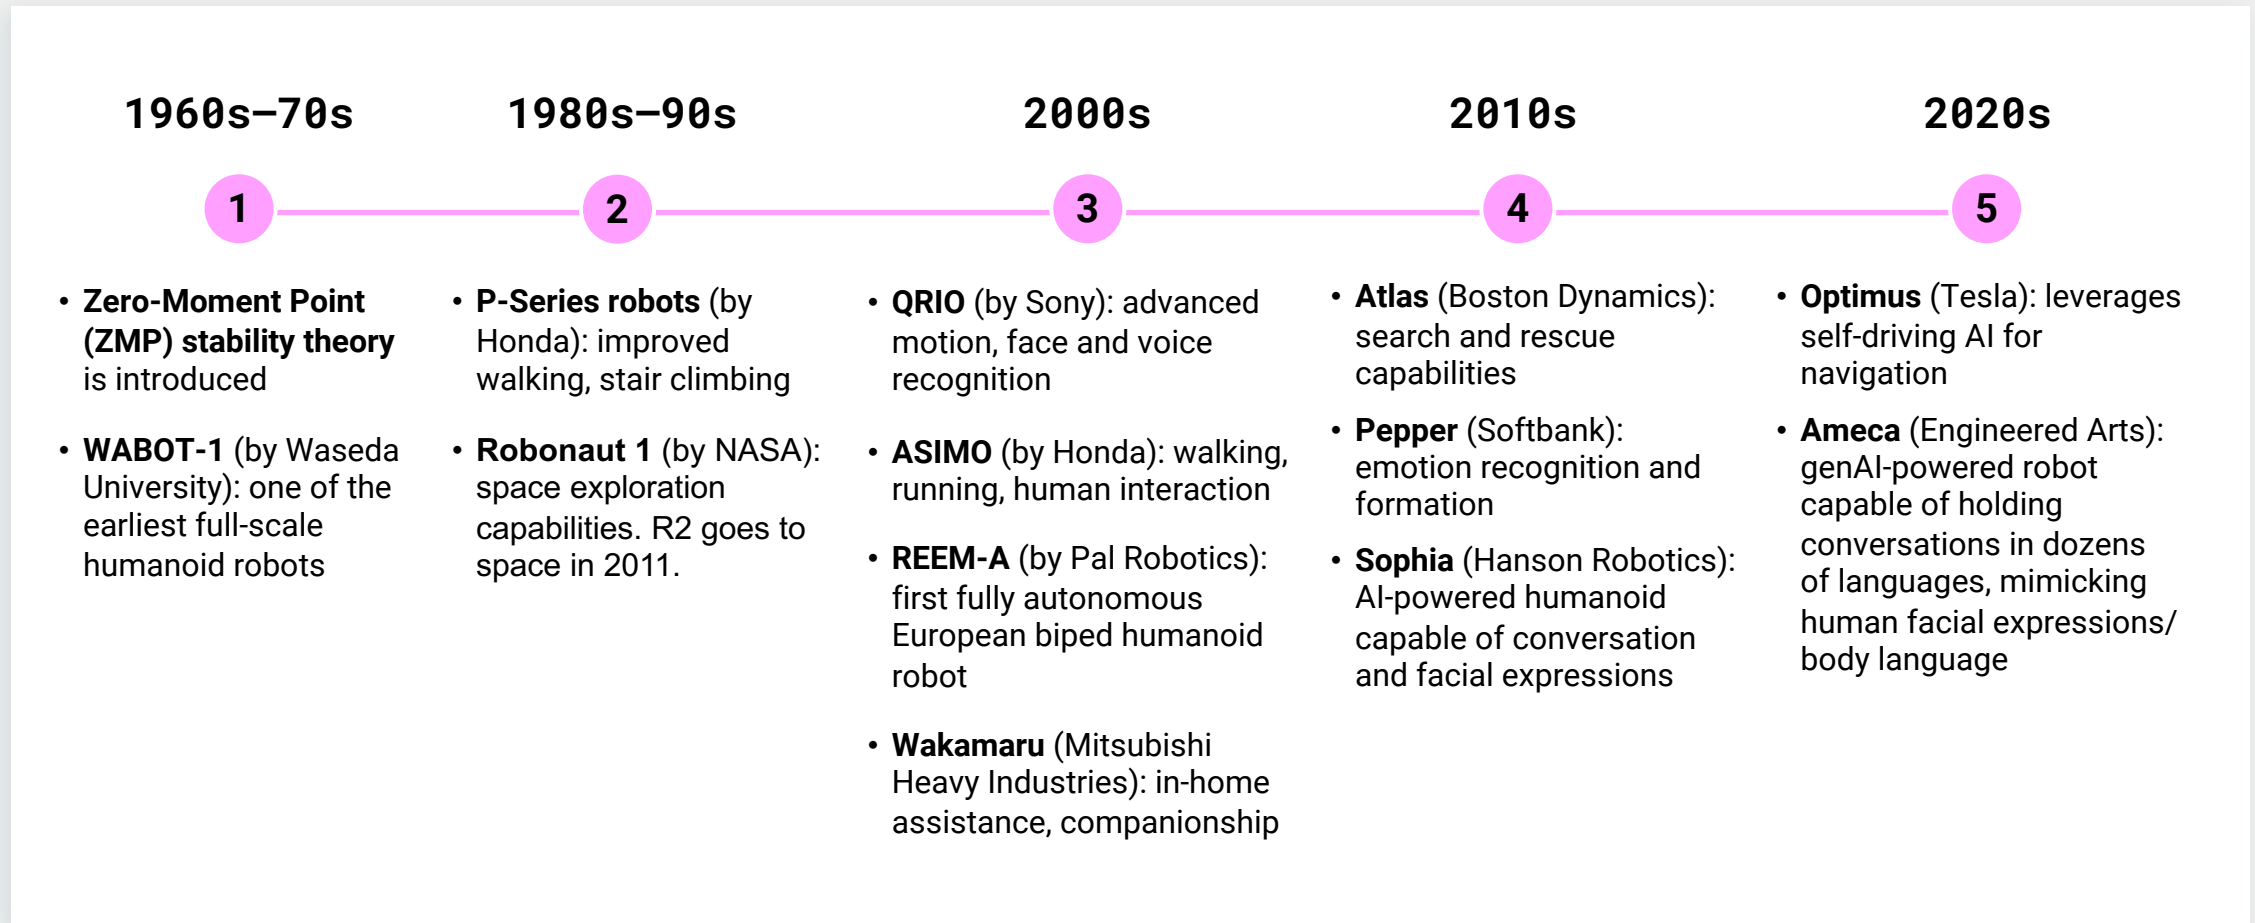 1960s–70s
1980s–90s
2000s
2010s
2020s
1
2
3
4
5
• Zero-Moment Point
(ZMP) stability theory
is introduced
• WABOT-1 (by Waseda
University): one of the
earliest full-scale
humanoid robots
• P-Series robots (by
Honda): improved
walking, stair climbing
• Robonaut 1 (by NASA):
space exploration
capabilities. R2 goes to
space in 2011.
• QRIO (by Sony): advanced
motion, face and voice
recognition
• ASIMO (by Honda): walking,
running, human interaction
• REEM-A (by Pal Robotics):
first fully autonomous
European biped humanoid
robot
• Wakamaru (Mitsubishi
Heavy Industries): in-home
assistance, companionship
• Atlas (Boston Dynamics):
search and rescue
capabilities
• Pepper (Softbank):
emotion recognition and
formation
• Sophia (Hanson Robotics):
AI-powered humanoid
capable of conversation
and facial expressions
• Optimus (Tesla): leverages
self-driving AI for
navigation
• Ameca (Engineered Arts):
genAI-powered robot
capable of holding
conversations in dozens
of languages, mimicking
human facial expressions/
body language